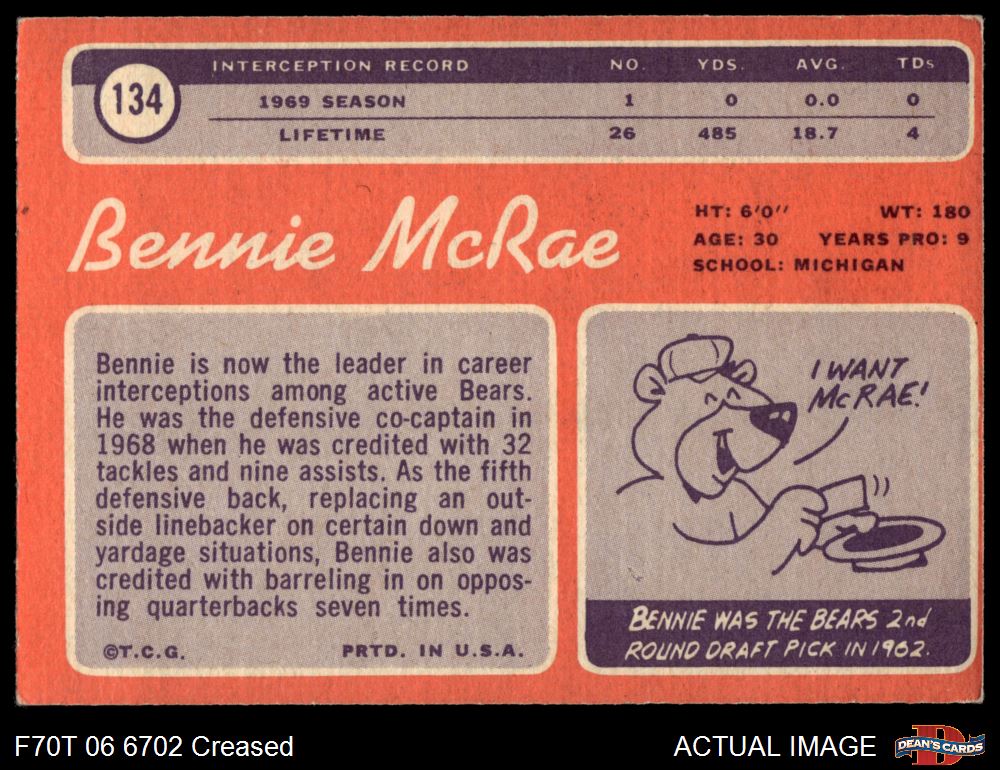 INTERCEPTION RECORD NO. YDS. AVG. TDs
134
1969 SEASON 1 0 0.0 0
LIFETIME 26 485 18.7 4
Bennie McRae
HT: 6'0'' WT: 180
AGE: 30 YEARS PRO: 9
SCHOOL: MICHIGAN
Bennie is now the leader in career
interceptions among active Bears.
He was the defensive co-captain in
1968 when he was credited with 32
tackles and nine assists. As the fifth
defensive back, replacing an out-
side linebacker on certain down and
yardage situations, Bennie also was
credited with barreling in on oppos-
ing quarterbacks seven times.
©T.C.G. PRTD. IN U.S.A.
I WANT
McRAE!
BENNIE WAS THE BEARS 2nd
ROUND DRAFT PICK IN 1962.
F70T 06 6702 Creased
ACTUAL IMAGE
DEAN'S CARDS